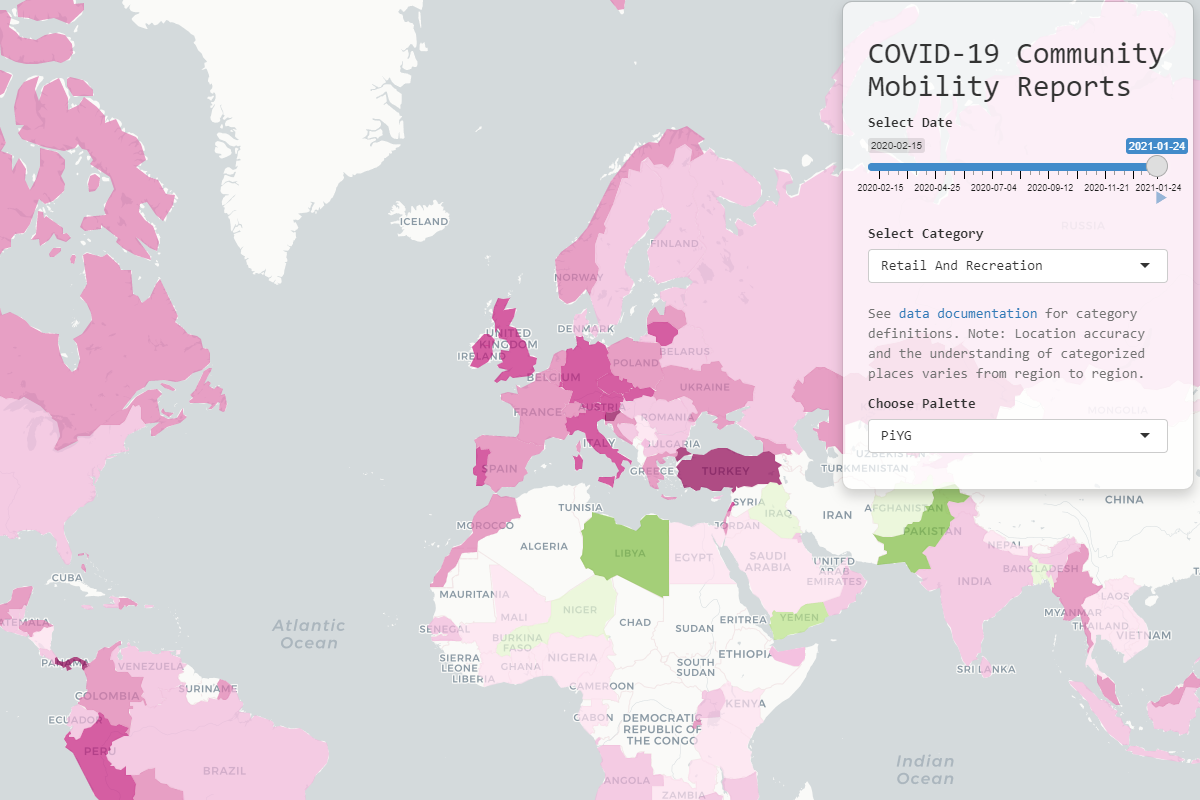 COVID-19 Community
Mobility Reports
Select Date
2020-02-15
2021-01-24
2020-02-15 2020-04-25 2020-07-04 2020-09-12 2020-11-21 2021-01-24
Select Category
Retail And Recreation
See data documentation for category
definitions. Note: Location accuracy
and the understanding of categorized
places varies from region to region.
Choose Palette
PiYG
RUSSIA
MONGOLIA
UZBEKISTAN
TURKMENISTAN
ICELAND
FINLAND
NORWAY
UNITED
KINGDOM
DENMARK
IRELAND
BELARUS
POLAND
BELGIUM
UKRAINE
AUSTRIA
FRANCE
ROMANIA
ITALY
BULGARIA
SPAIN
GREECE
TURKEY
CHINA
TUNISIA
SYRIA
IRAQ
IRAN
AFGHANISTAN
MOROCCO
JORDAN
PAKISTAN
ALGERIA
LIBYA
EGYPT
SAUDI
ARABIA
UNITED
ARAB
EMIRATES
NEPAL
BANGLADESH
INDIA
CUBA
MAURITANIA
MALI
NIGER
CHAD
SUDAN
ERITREA
YEMEN
MYANMAR
LAOS
THAILAND
VIETNAM
Atlantic
Ocean
ATEMALA
SENEGAL
BURKINA
FASO
PANAMA
VENEZUELA
SIERRA
LEONE
GHANA
NIGERIA
SOUTH
SUDAN
ETHIOPIA
SRI LANKA
LIBERIA
SURINAME
COLOMBIA
CAMEROON
KENYA
ECUADOR
GABON
DEMOCRATIC
REPUBLIC OF
THE CONGO
PERU
BRAZIL
ANGOLA
ZAMBIA
Indian
Ocean